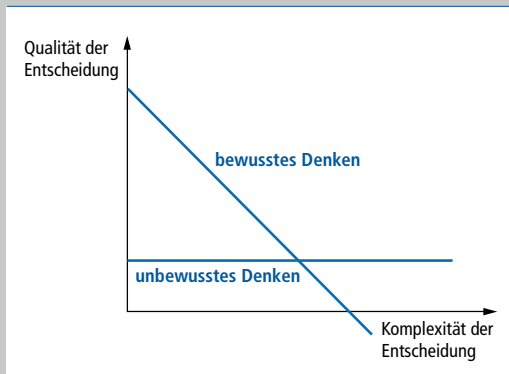 Qualität der
Entscheidung
bewusstes Denken
unbewusstes Denken
Komplexität der
Entscheidung